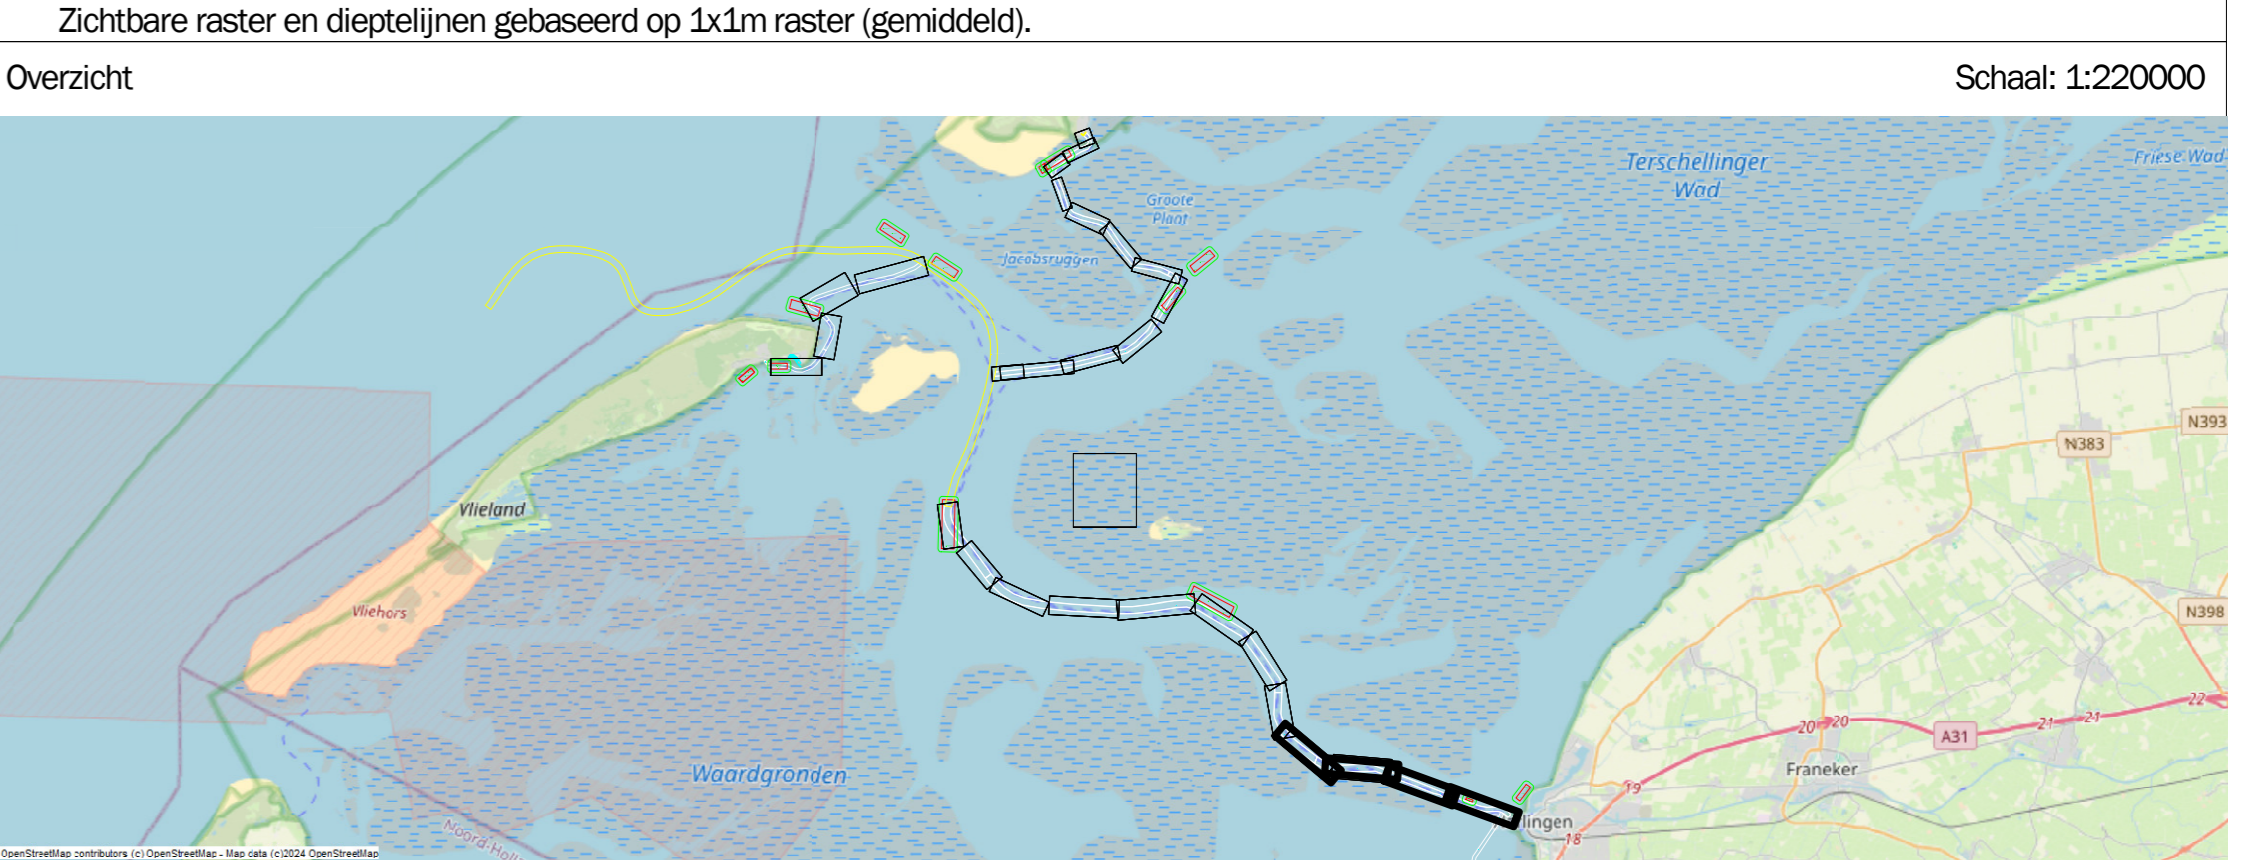 Zichtbare raster en dieptelijnen gebaseerd op 1x1m raster (gemiddeld).
Overzicht
Schaal: 1:220000
Terschellinger
Wad
Friese Wad
Groote
Plaat
Jacobsruggen
N393
N383
Vlieland
Vliehors
N398
22
21
21
20
20
A31
Waardgronden
Franeker
19
lingen
18
Noord-Holl
OpenStreetMap contributors (c) OpenStreetMap - Map data (c)2024 OpenStreetMap